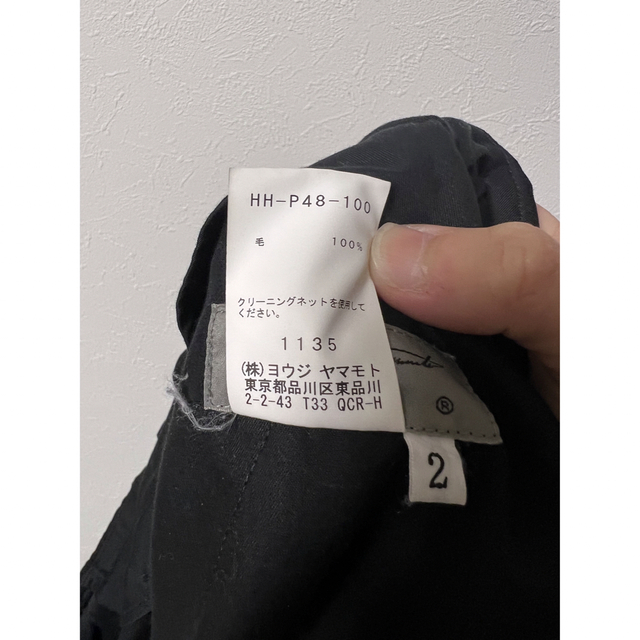 HH-P48-100
毛 100%
クリーニングネットを使用して
ください。
1135
(株)ヨウジ ヤマモト
東京都品川区東品川
2-2-43 T33 QCR-H
®
2